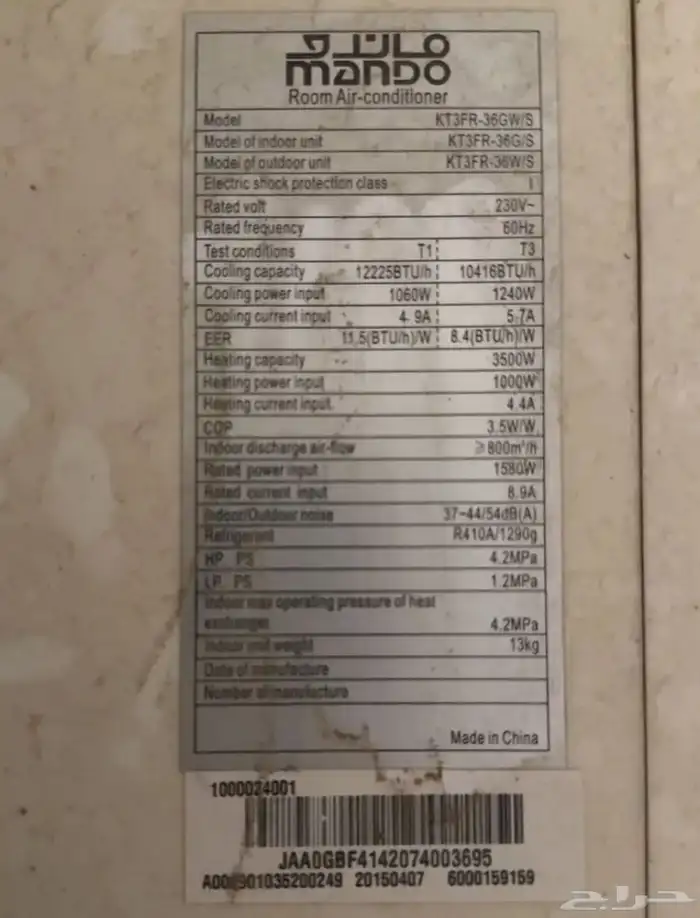 ماندو
manDo
Room Air-conditioner
Model KT3FR-36GW/S
Model of indoor unit KT3FR-36G/S
Model of outdoor unit KT3FR-36W/S
Electric shock protection class I
Rated volt 230V~
Rated frequency 60Hz
Test conditions T1 T3
Cooling capacity 12225BTU/h 10416BTU/h
Cooling power input 1060W 1240W
Cooling current input 4.9A 5.7A
EER 11.5(BTU/h)/W 8.4(BTU/h)/W
Heating capacity 3500W
Heating power input 1000W
Heating current input 4.4A
COP 3.5W/W
Indoor discharge air-flow ≥800m³/h
Rated power input 1580W
Rated current input 8.9A
Indoor/Outdoor noise 37-44/54dB(A)
Refrigerant R410A/1290g
HP PS 4.2MPa
LP PS 1.2MPa
Indoor max operating pressure of heat
exchanger 4.2MPa
Indoor unit weight 13kg
Date of manufacture
Number of manufacture
Made in China
1000024001
JAA0GBF4142074003695
20150407 6000159159
حراج